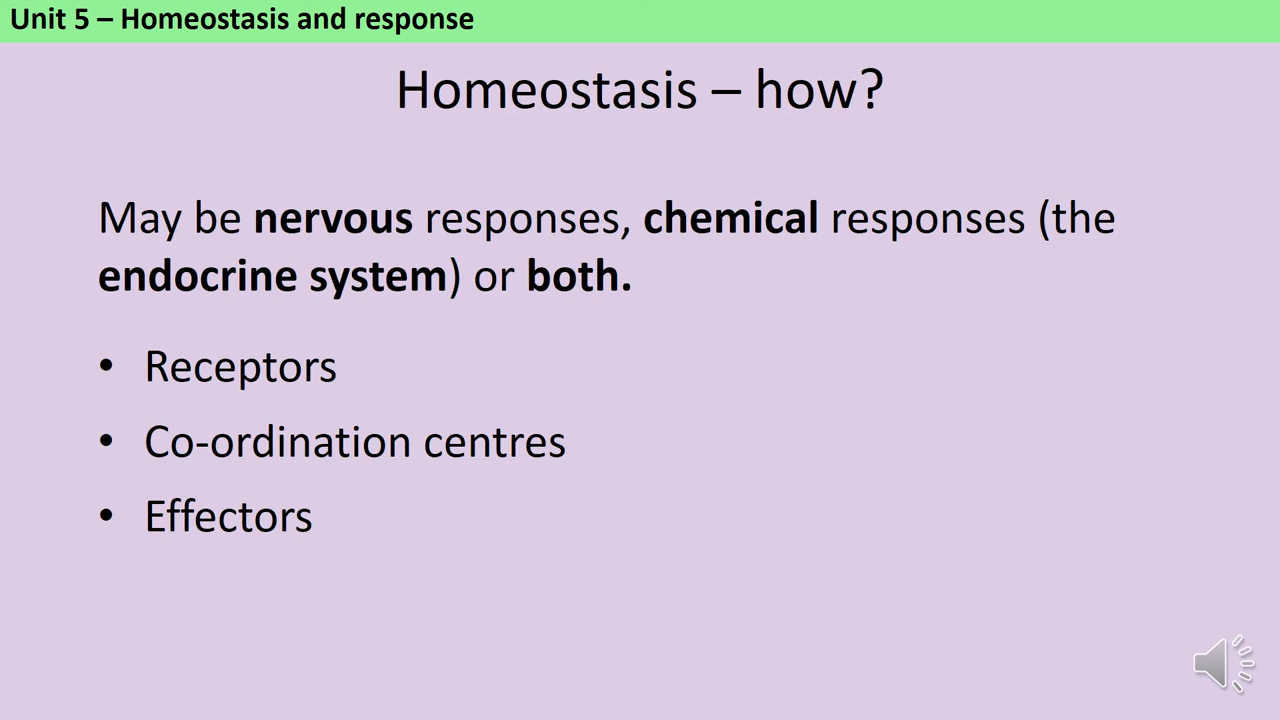 Unit 5 – Homeostasis and response
Homeostasis – how?
May be nervous responses, chemical responses (the
endocrine system) or both.
• Receptors
• Co-ordination centres
• Effectors